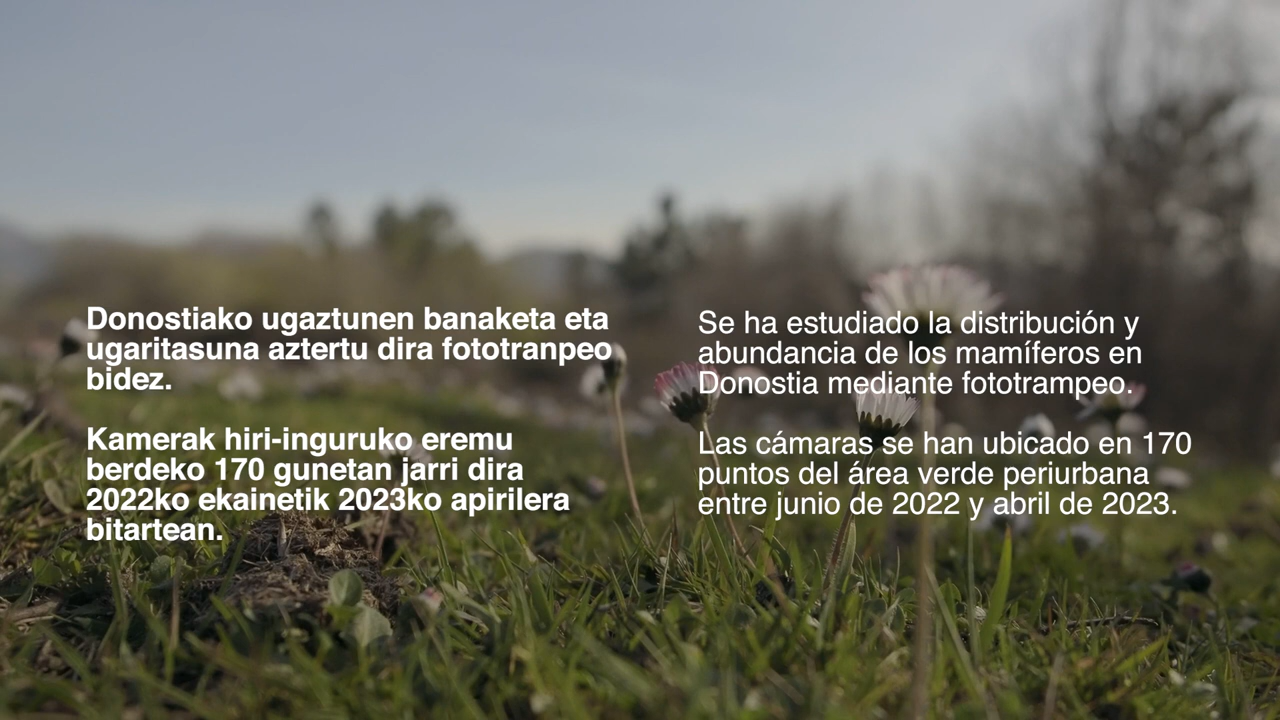 Donostiako ugaztunen banaketa eta
ugaritasuna aztertu dira fototranpeo
bidez.
Kamerak hiri-inguruko eremu
berdeko 170 gunetan jarri dira
2022ko ekainetik 2023ko apirilera
bitartean.
Se ha estudiado la distribución y
abundancia de los mamíferos en
Donostia mediante fototrampeo.
Las cámaras se han ubicado en 170
puntos del área verde periurbana
entre junio de 2022 y abril de 2023.